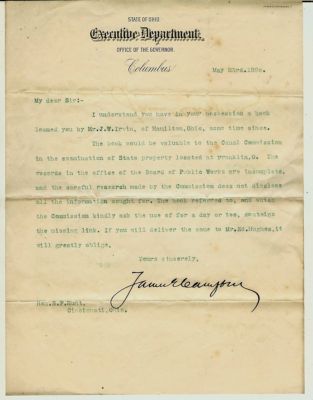 STATE OF OHIO
Executive Department.
OFFICE OF THE GOVERNOR.
Columbus
May 23rd.189
My dear Sir:-
I understand you have in your possession a book
loaned you by Mr.J.W.Irvin, of Hamilton,Ohio, some time since.
The book would be valuable to the Canal Commission
in the examination of State property located at Franklin,O. The
records in the office of the Board of Public Works are incomplete,
and the careful research made by the Commission does not disclose
all the information sought for. The book referred to, and which
the Commission kindly ask the use of for a day or two, contains
the missing link. If you will deliver the same to Mr.Ed.Hughes,it
will greatly oblige,
Yours sincerely,
James E Campbell
Hon.
Cincinnati,Ohio.